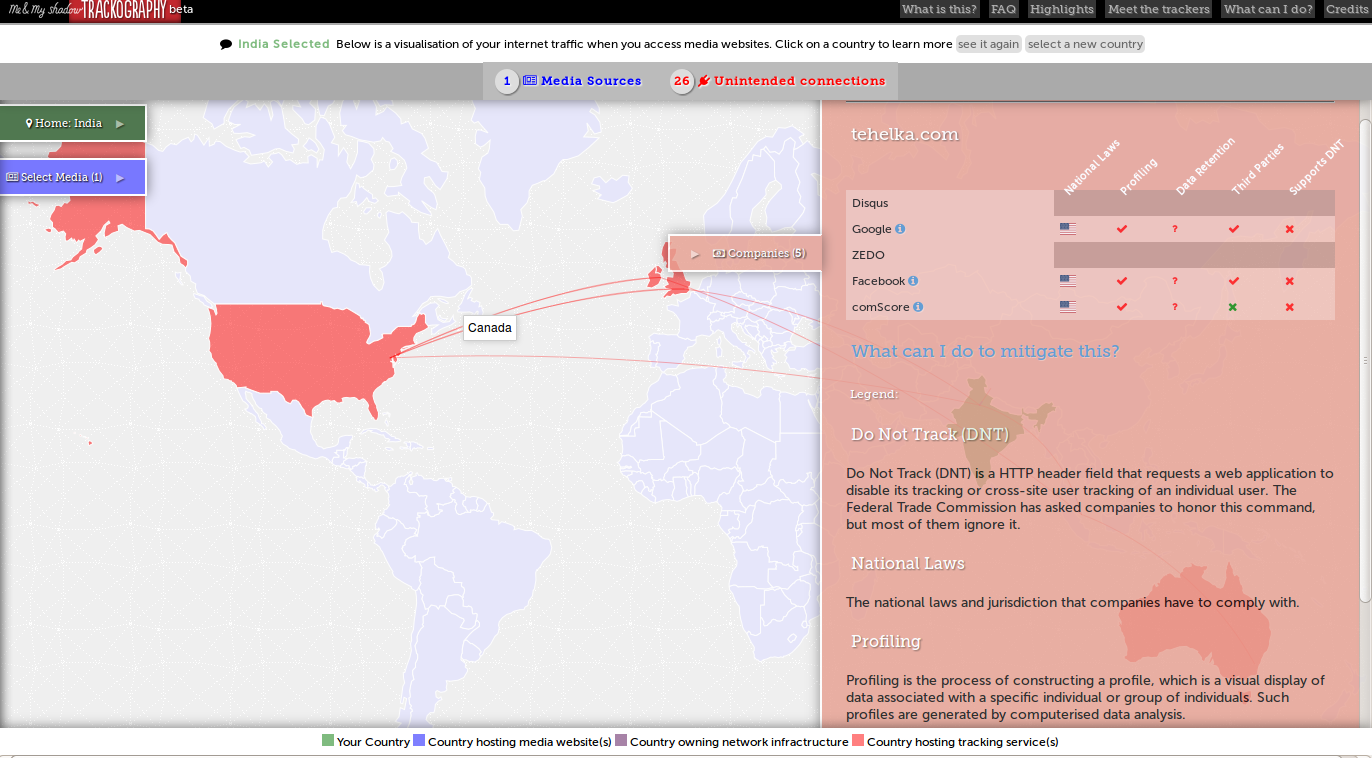 Me & My shadow TRACKOGRAPHY beta
What is this? FAQ Highlights Meet the trackers What can I do? Credits
India Selected Below is a visualisation of your internet traffic when you access media websites. Click on a country to learn more see it again select a new country
1 Media Sources 26 Unintended connections
Home: India ▶
Select Media (1) ▶
Canada
▶ Companies (5)
tehelka.com
National Laws Profiling Data Retention Third Parties Supports DNT
Disqus
Google i ✔ ? ✔ ✖
ZEDO
Facebook i ✔ ? ✔ ✖
comScore i ✔ ? ✖ ✖
What can I do to mitigate this?
Legend:
Do Not Track (DNT)
Do Not Track (DNT) is a HTTP header field that requests a web application to
disable its tracking or cross-site user tracking of an individual user. The
Federal Trade Commission has asked companies to honor this command,
but most of them ignore it.
National Laws
The national laws and jurisdiction that companies have to comply with.
Profiling
Profiling is the process of constructing a profile, which is a visual display of
data associated with a specific individual or group of individuals. Such
profiles are generated by computerised data analysis.
Your Country Country hosting media website(s) Country owning network infractructure Country hosting tracking service(s)